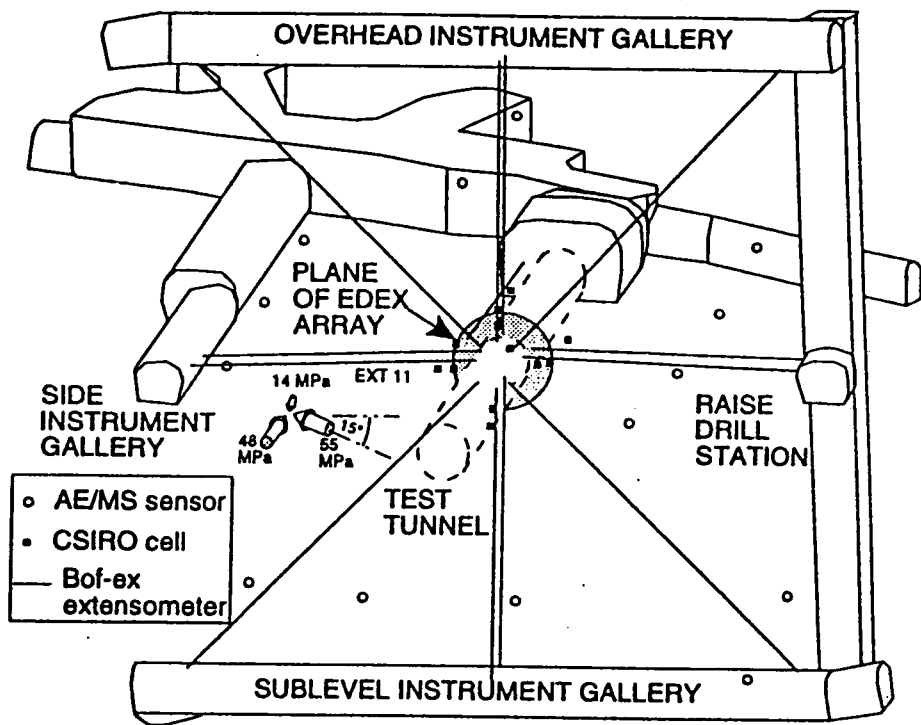 OVERHEAD INSTRUMENT GALLERY
PLANE
OF EDEX
ARRAY
14 MPa
EXT 11
SIDE
INSTRUMENT
GALLERY
15°
48
MPa
55
MPa
RAISE
DRILL
STATION
TEST
TUNNEL
AE/MS sensor
CSIRO cell
Bof-ex
extensometer
SUBLEVEL INSTRUMENT GALLERY